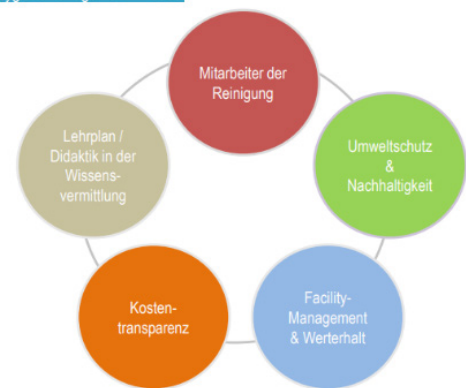 Mitarbeiter der
Reinigung
Umweltschutz
&
Nachhaltigkeit
Facility-
Management
& Werterhalt
Kosten-
transparenz
Lehrplan /
Didaktik in der
Wissens-
vermittlung